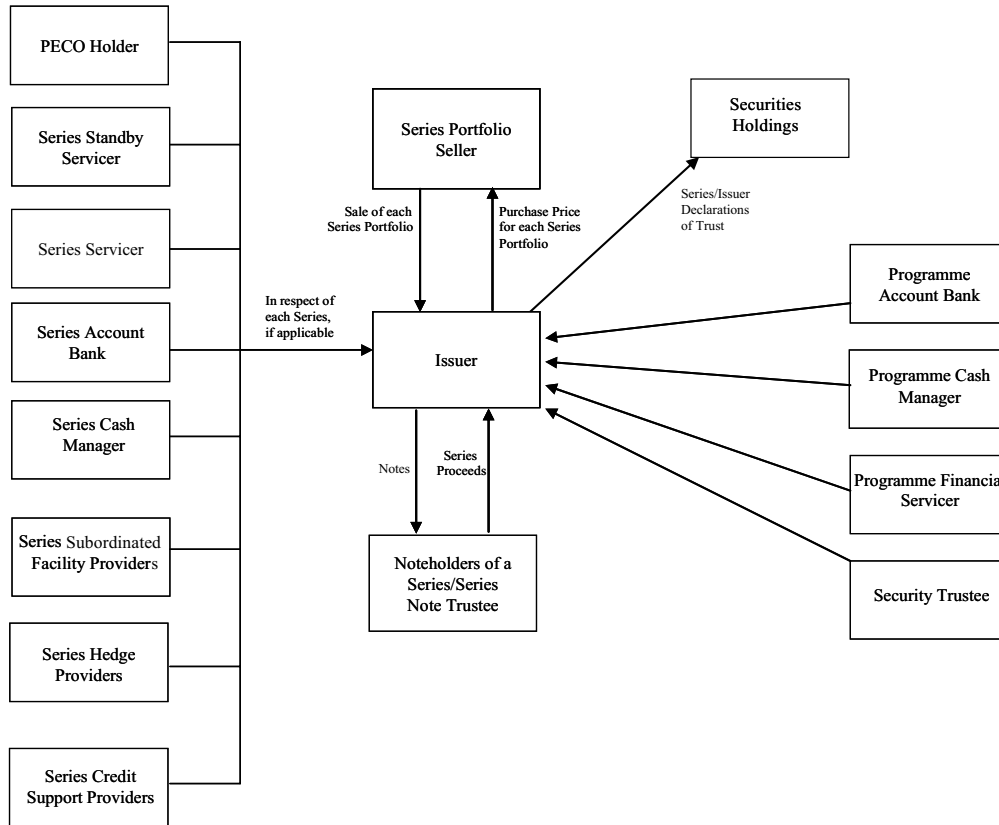 PECO Holder
Series Standby
Servicer
Series Servicer
Series Account
Bank
Series Cash
Manager
Series Subordinated
Facility Providers
Series Hedge
Providers
Series Credit
Support Providers
In respect of
each Series,
if applicable
Series Portfolio
Seller
Sale of each
Series Portfolio
Purchase Price
for each Series
Portfolio
Issuer
Notes
Series
Proceeds
Noteholders of a
Series/Series
Note Trustee
Securities
Holdings
Series/Issuer
Declarations
of Trust
Programme
Account Bank
Programme Cash
Manager
Programme Financia
Servicer
Security Trustee